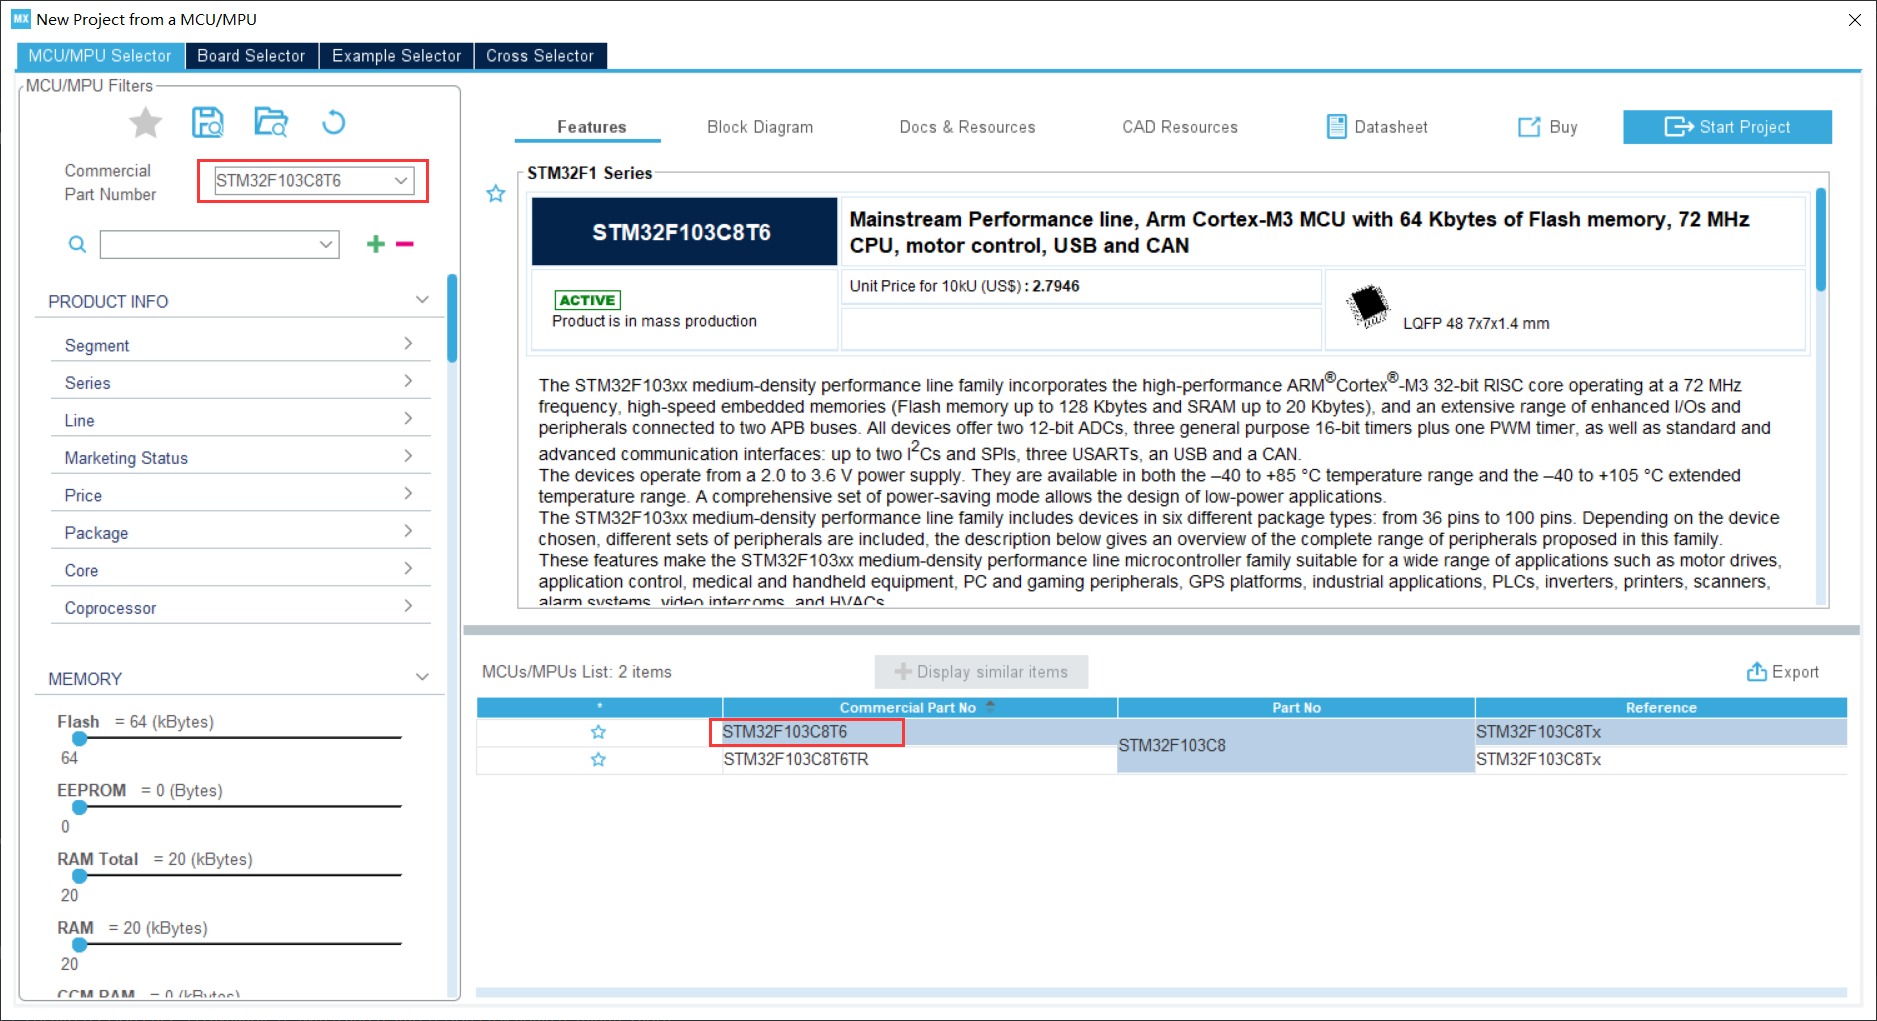 MX New Project from a MCU/MPU
MCU/MPU Selector
Board Selector
Example Selector
Cross Selector
MCU/MPU Filters
Commercial
Part Number
STM32F103C8T6
PRODUCT INFO
Segment
Series
Line
Marketing Status
Price
Package
Core
Coprocessor
MEMORY
Flash = 64 (kBytes)
64
EEPROM = 0 (Bytes)
0
RAM Total = 20 (kBytes)
20
RAM = 20 (kBytes)
20
CCM RAM = 0 (kBytes)
Features
Block Diagram
Docs & Resources
CAD Resources
Datasheet
Buy
Start Project
STM32F1 Series
STM32F103C8T6
Mainstream Performance line, Arm Cortex-M3 MCU with 64 Kbytes of Flash memory, 72 MHz
CPU, motor control, USB and CAN
ACTIVE
Product is in mass production
Unit Price for 10kU (US$) : 2.7946
LQFP 48 7x7x1.4 mm
The STM32F103xx medium-density performance line family incorporates the high-performance ARM®Cortex®-M3 32-bit RISC core operating at a 72 MHz
frequency, high-speed embedded memories (Flash memory up to 128 Kbytes and SRAM up to 20 Kbytes), and an extensive range of enhanced I/Os and
peripherals connected to two APB buses. All devices offer two 12-bit ADCs, three general purpose 16-bit timers plus one PWM timer, as well as standard and
advanced communication interfaces: up to two I²Cs and SPIs, three USARTs, an USB and a CAN.
The devices operate from a 2.0 to 3.6 V power supply. They are available in both the –40 to +85 °C temperature range and the –40 to +105 °C extended
temperature range. A comprehensive set of power-saving mode allows the design of low-power applications.
The STM32F103xx medium-density performance line family includes devices in six different package types: from 36 pins to 100 pins. Depending on the device
chosen, different sets of peripherals are included, the description below gives an overview of the complete range of peripherals proposed in this family.
These features make the STM32F103xx medium-density performance line microcontroller family suitable for a wide range of applications such as motor drives,
application control, medical and handheld equipment, PC and gaming peripherals, GPS platforms, industrial applications, PLCs, inverters, printers, scanners,
alarm systems, video intercoms, and HVACs.
MCUs/MPUs List: 2 items
Display similar items
Export
* Commercial Part No Part No Reference
STM32F103C8T6 STM32F103C8 STM32F103C8Tx
STM32F103C8T6TR STM32F103C8Tx